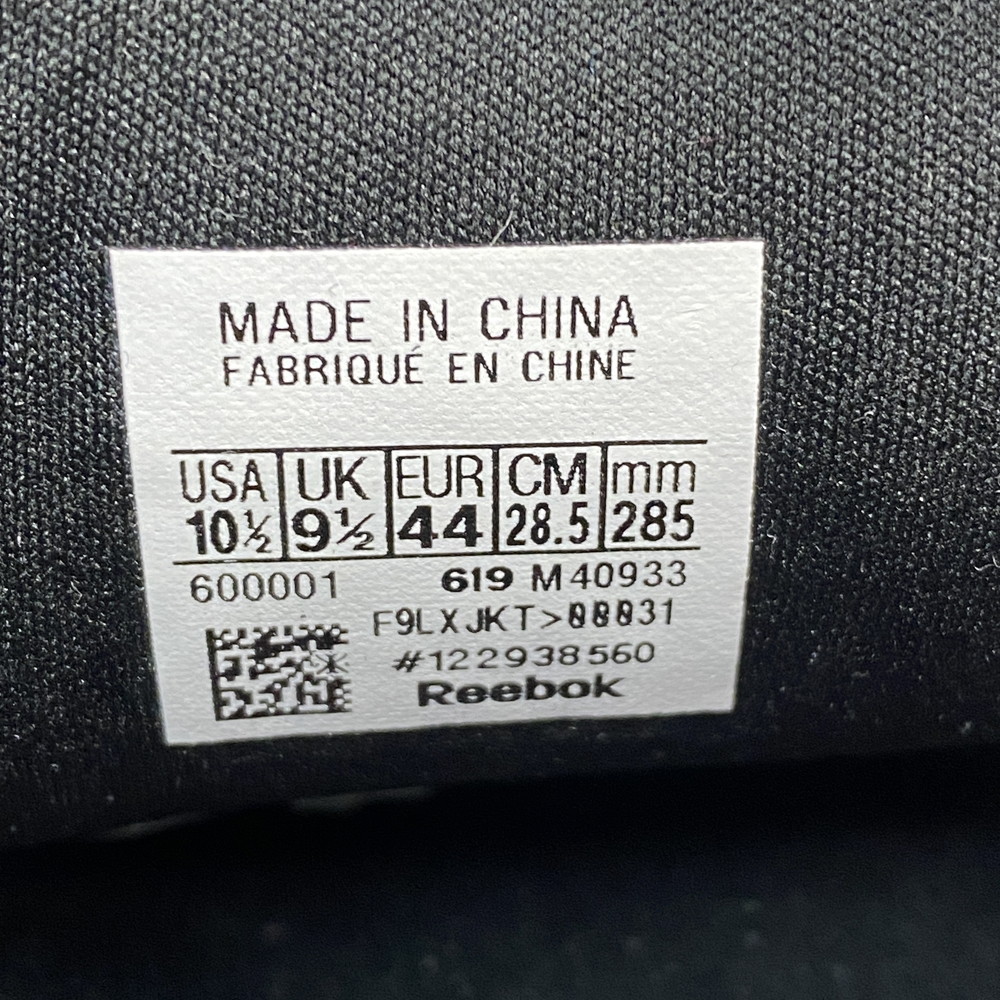 MADE IN CHINA
FABRIQUÉ EN CHINE
USA UK EUR CM mm
10½ 9½ 44 28.5 285
600001 619 M40933
#122938560
Reebok